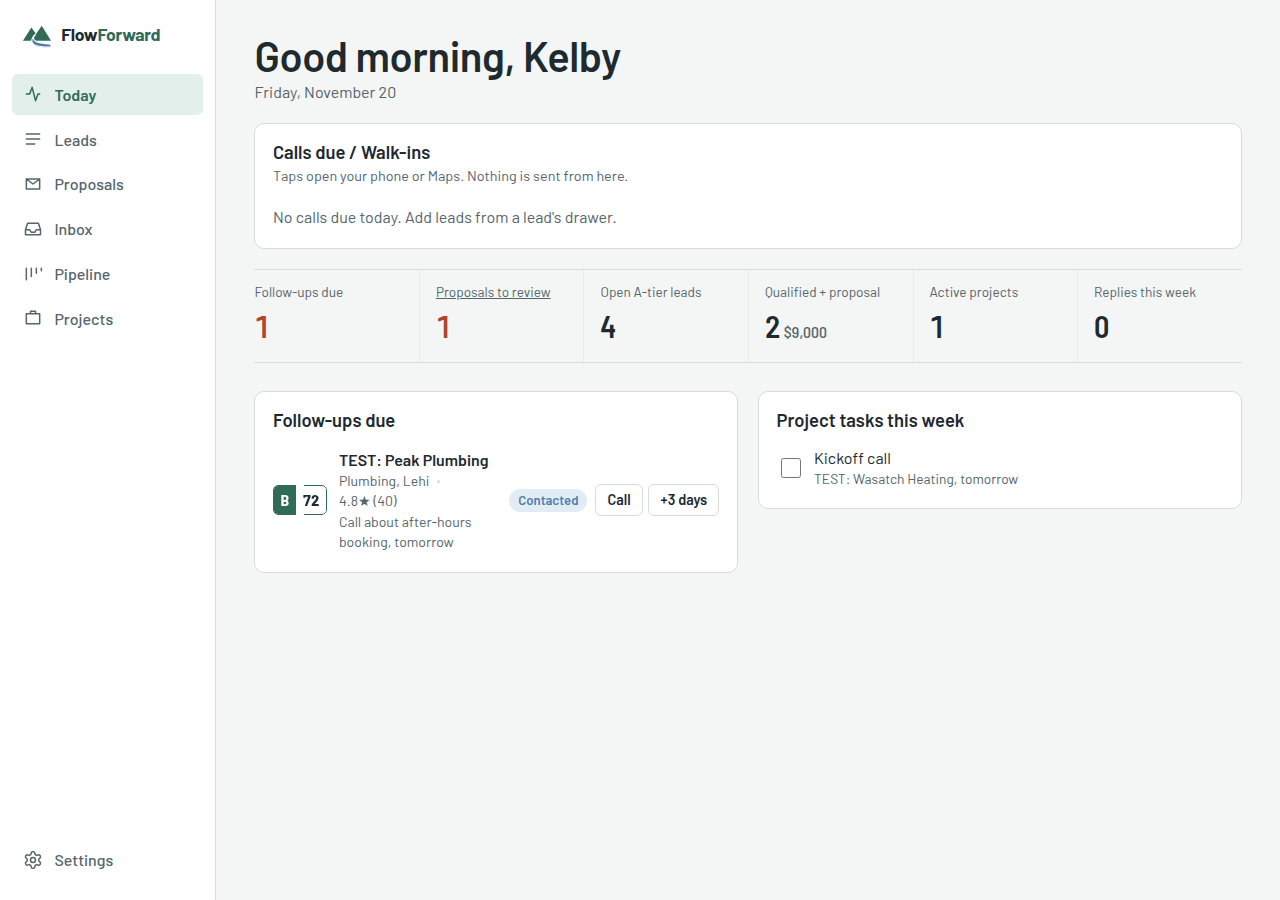 FlowForward
Today
Leads
Proposals
Inbox
Pipeline
Projects
Settings
Good morning, Kelby
Friday, November 20
Calls due / Walk-ins
Taps open your phone or Maps. Nothing is sent from here.
No calls due today. Add leads from a lead's drawer.
Follow-ups due
1
Proposals to review
1
Open A-tier leads
4
Qualified + proposal
2 $9,000
Active projects
1
Replies this week
0
Follow-ups due
B 72
TEST: Peak Plumbing
Plumbing, Lehi ·
4.8★ (40)
Call about after-hours
booking, tomorrow
Contacted
Call
+3 days
Project tasks this week
Kickoff call
TEST: Wasatch Heating, tomorrow